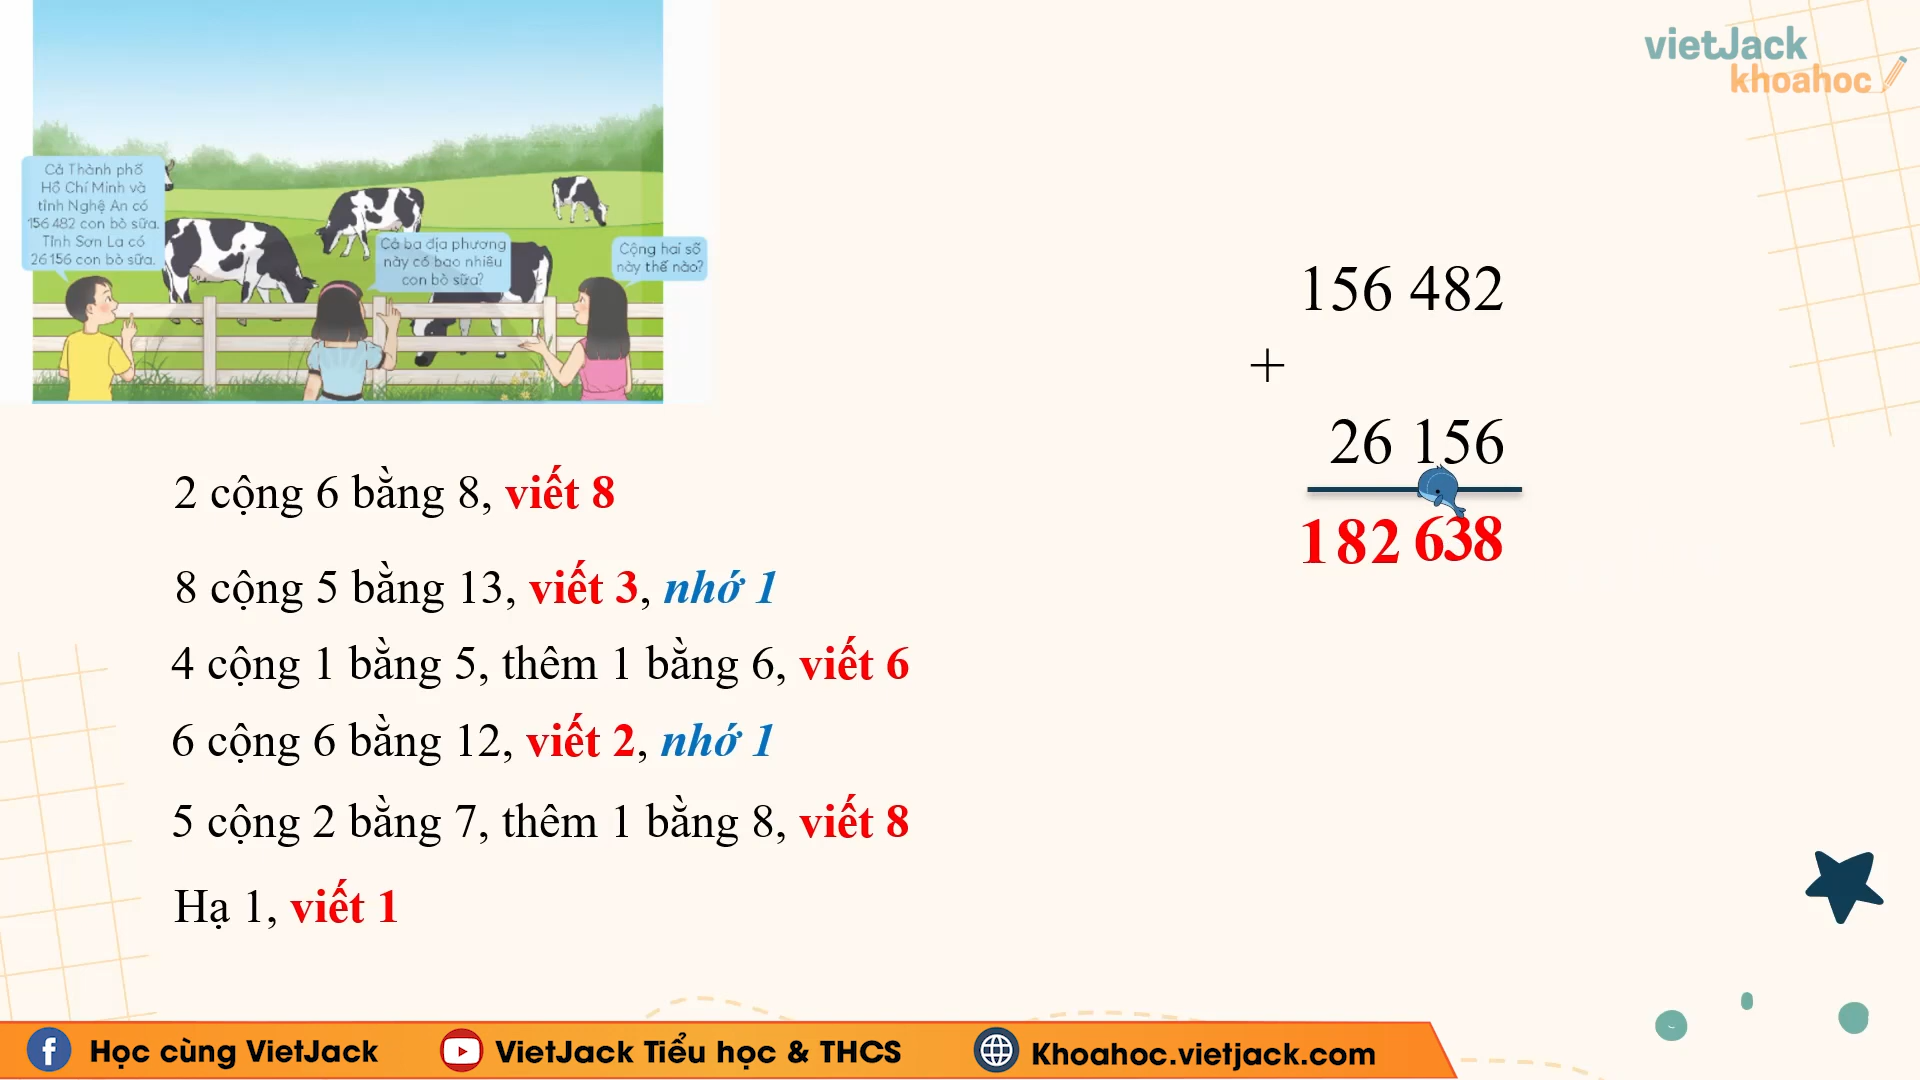 vietJack
khoahoc
Cả Thành phố
Hồ Chí Minh và
tỉnh Nghệ An có
156 482 con bò sữa.
Tỉnh Sơn La có
26 156 con bò sữa.
Cả ba địa phương
này có bao nhiêu
con bò sữa?
Cộng hai số
này thế nào?
156 482
+
26 156
182 638
2 cộng 6 bằng 8, viết 8
8 cộng 5 bằng 13, viết 3, nhớ 1
4 cộng 1 bằng 5, thêm 1 bằng 6, viết 6
6 cộng 6 bằng 12, viết 2, nhớ 1
5 cộng 2 bằng 7, thêm 1 bằng 8, viết 8
Hạ 1, viết 1
Học cùng VietJack
VietJack Tiểu học & THCS
Khoahoc.vietjack.com